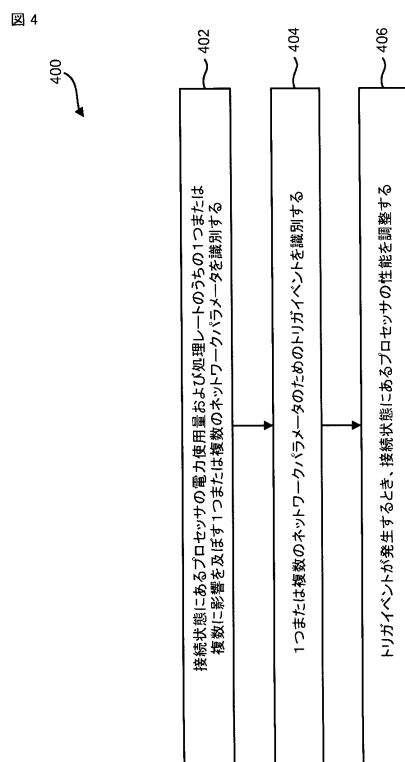 図 4
400
402
接続状態にあるプロセッサの電力使用量および処理レートのうちの1つまたは
複数に影響を及ぼす1つまたは複数のネットワークパラメータを識別する
404
1つまたは複数のネットワークパラメータのためのトリガイベントを識別する
406
トリガイベントが発生するとき、接続状態にあるプロセッサの性能を調整する